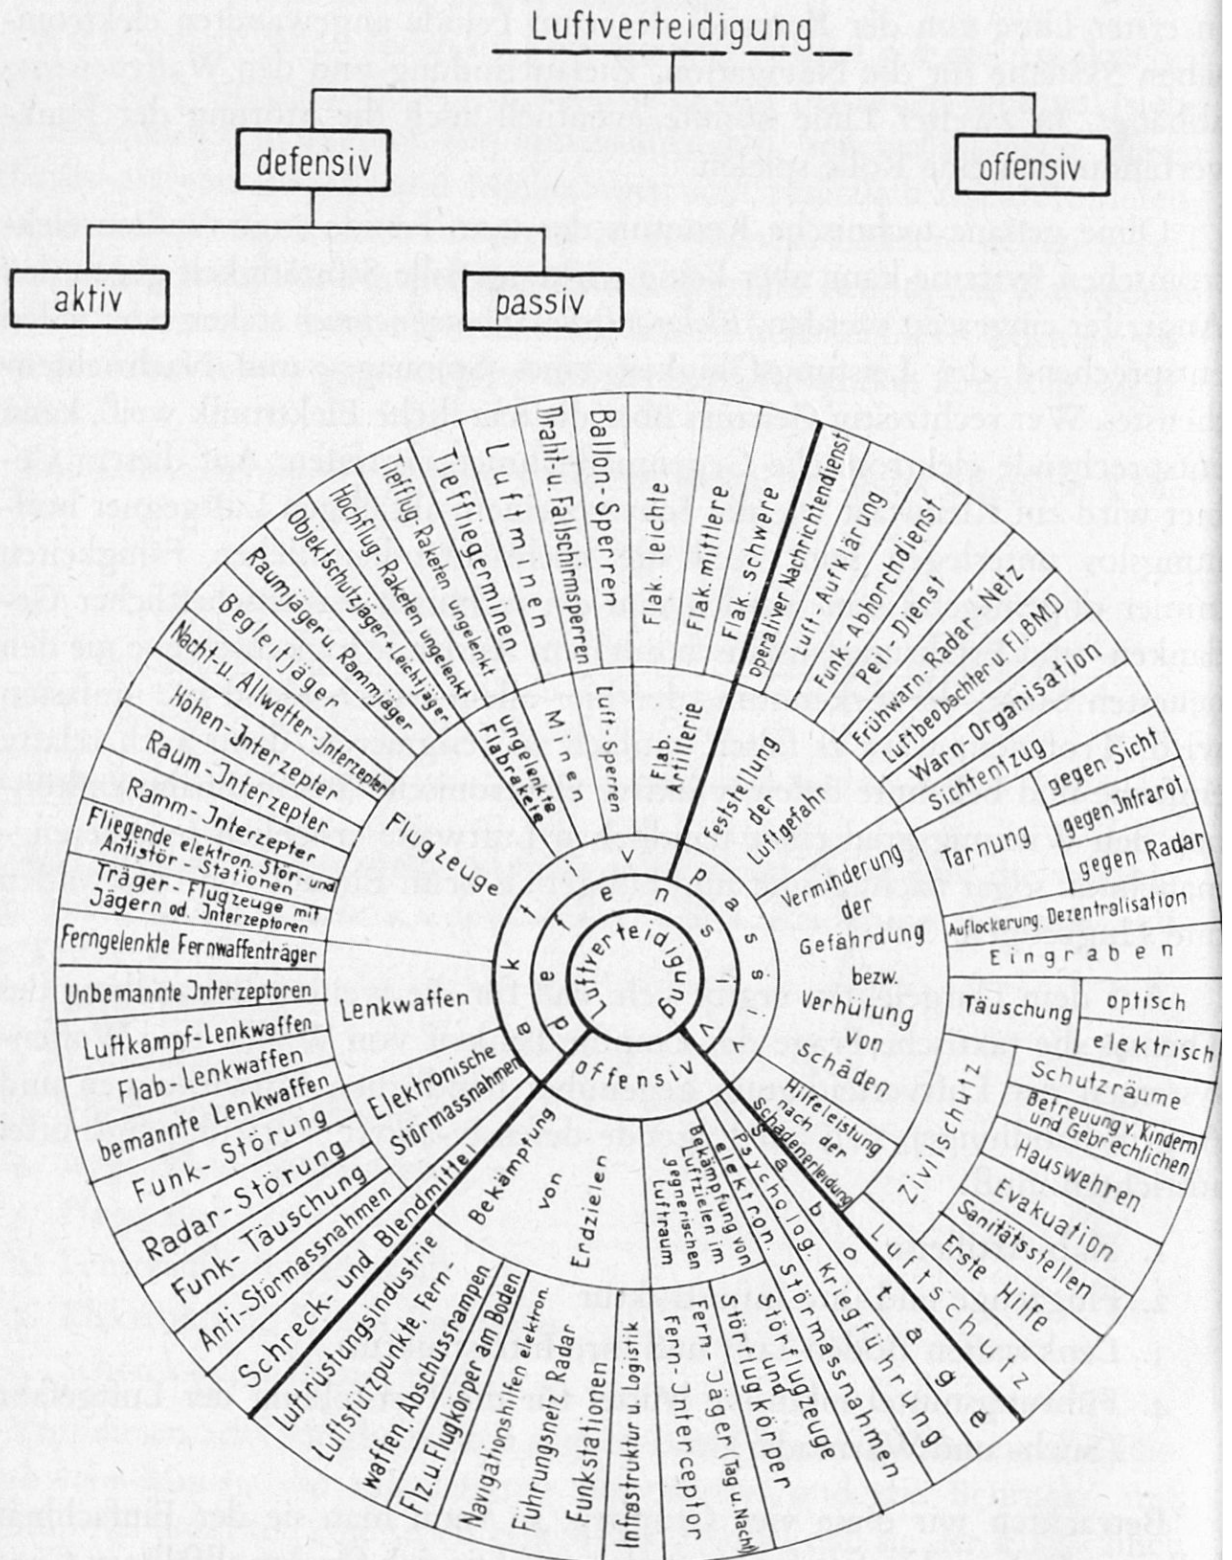 Luftverteidigung
defensiv
offensiv
aktiv
passiv
Luftverteidigung
defensiv
aktiv
passiv
offensiv
Flab.
Artillerie
Flak. leichte
Flak. mittlere
Flak. schwere
Feststellung
der
Luftgefahr
operativer Nachrichtendienst
Luft-Aufklärung
Funk-Abhorchdienst
Peil-Dienst
Frühwarn.-Radar-Netz
Luftbeobachter u. Fl.B.M.D
Warn-Organisation
Verminderung
der
Gefährdung
bezw.
Verhütung
von
Schäden
Sichtentzug
Tarnung
gegen Sicht
gegen Infrarot
gegen Radar
Auflockerung, Dezentralisation
Eingraben
Täuschung
optisch
elektrisch
Hilfeleistung
nach der
Schadenerleidung
Zivilschutz
Schutzräume
Betreuung v. Kindern
und Gebrechlichen
Hauswehren
Evakuation
Sanitätsstellen
Erste Hilfe
Luftschutz
Sabotage
Psycholog. Kriegführung
elektron. Störmassnahmen
Bekämpfung von
Luftzielen im
gegnerischen
Luftraum
Störflugzeuge
und
Störflugkörper
Fern-Jäger (Tag u. Nacht)
Fern-Interceptor
Bekämpfung
von
Erdzielen
Infrastruktur u. Logistik
Funkstationen
Führungsnetz Radar
Navigationshilfen elektron.
Flz. u. Flugkörper am Boden
Luftstützpunkte, Fern-
waffen, Abschussrampen
Luftrüstungsindustrie
Elektronische
Störmassnahmen
Schreck- und Blendmittel
Anti-Störmassnahmen
Funk-Täuschung
Radar-Störung
Funk-Störung
Lenkwaffen
bemannte Lenkwaffen
Flab-Lenkwaffen
Luftkampf-Lenkwaffen
Unbemannte Interzeptoren
Ferngelenkte Fernwaffenträger
Flugzeuge
Träger-Flugzeuge mit
Jägern od. Interzeptoren
Fliegende elektron. Stör- und
Antistör-Stationen
Ramm-Interzepter
Raum-Interzepter
Höhen-Interzepter
Nacht- u. Allwetter-Interzepter
Begleitjäger
Raumjäger u. Rammjäger
Objektschutzjäger-Leichtjäger
ungelenkte
Flabrakete
Hochflug-Raketen ungelenkt
Tiefflug-Raketen ungelenkt
Minen
Tieffliegerminen
Luftminen
Luft-sperren
Draht- u. Fallschirmsperren
Ballon-Sperren